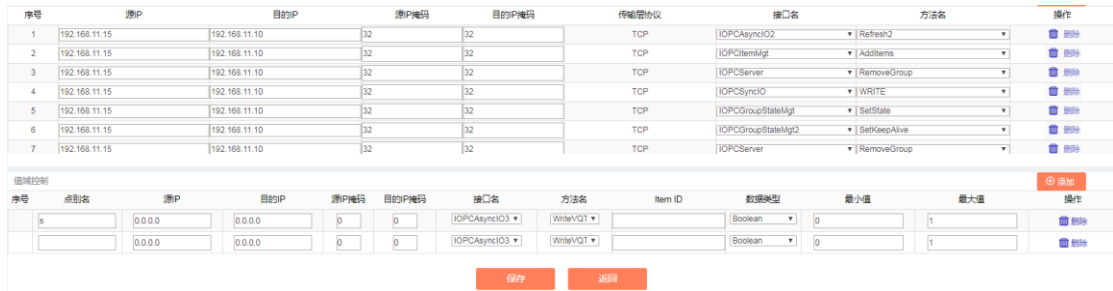 序号 源IP 目的IP 源IP掩码 目的IP掩码 传输层协议 接口名 方法名 操作
1 192.168.11.15 192.168.11.10 32 32 TCP IOPCAsyncIO2 Refresh2 删除
2 192.168.11.15 192.168.11.10 32 32 TCP IOPCItemMgt AddItems 删除
3 192.168.11.15 192.168.11.10 32 32 TCP IOPCServer RemoveGroup 删除
4 192.168.11.15 192.168.11.10 32 32 TCP IOPCSyncIO WRITE 删除
5 192.168.11.15 192.168.11.10 32 32 TCP IOPCGroupStateMgt SetState 删除
6 192.168.11.15 192.168.11.10 32 32 TCP IOPCGroupStateMgt2 SetKeepAlive 删除
7 192.168.11.15 192.168.11.10 32 32 TCP IOPCServer RemoveGroup 删除
值域控制 添加
序号 点别名 源IP 目的IP 源IP掩码 目的IP掩码 接口名 方法名 Item ID 数据类型 最小值 最大值 操作
s 0.0.0.0 0.0.0.0 0 0 IOPCAsyncIO3 WriteVQT Boolean 0 1 删除
0.0.0.0 0.0.0.0 0 0 IOPCAsyncIO3 WriteVQT Boolean 0 1 删除
保存 返回